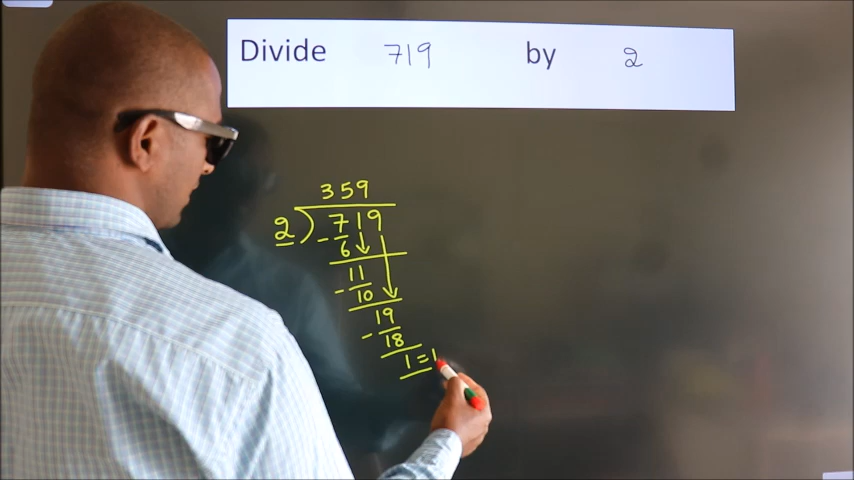 Divide 719 by 2
359
2 ) 719
- 6
11
- 10
19
- 18
1 = 1